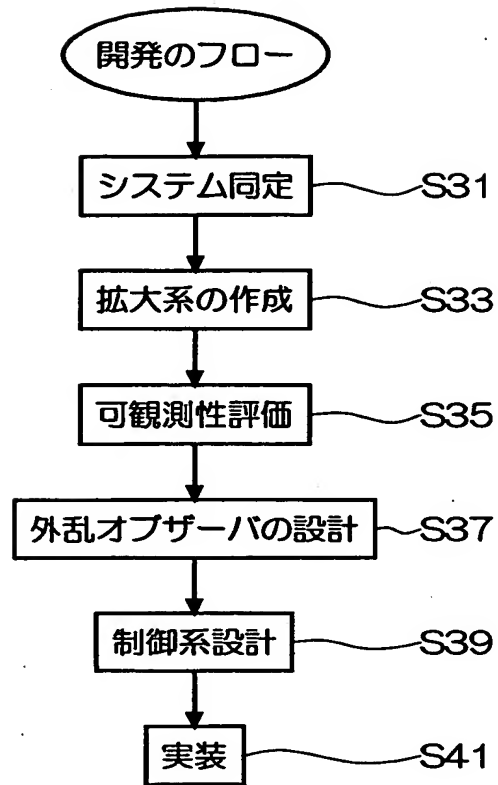 開発のフロー
システム同定 S31
拡大系の作成 S33
可観測性評価 S35
外乱オブザーバの設計 S37
制御系設計 S39
実装 S41